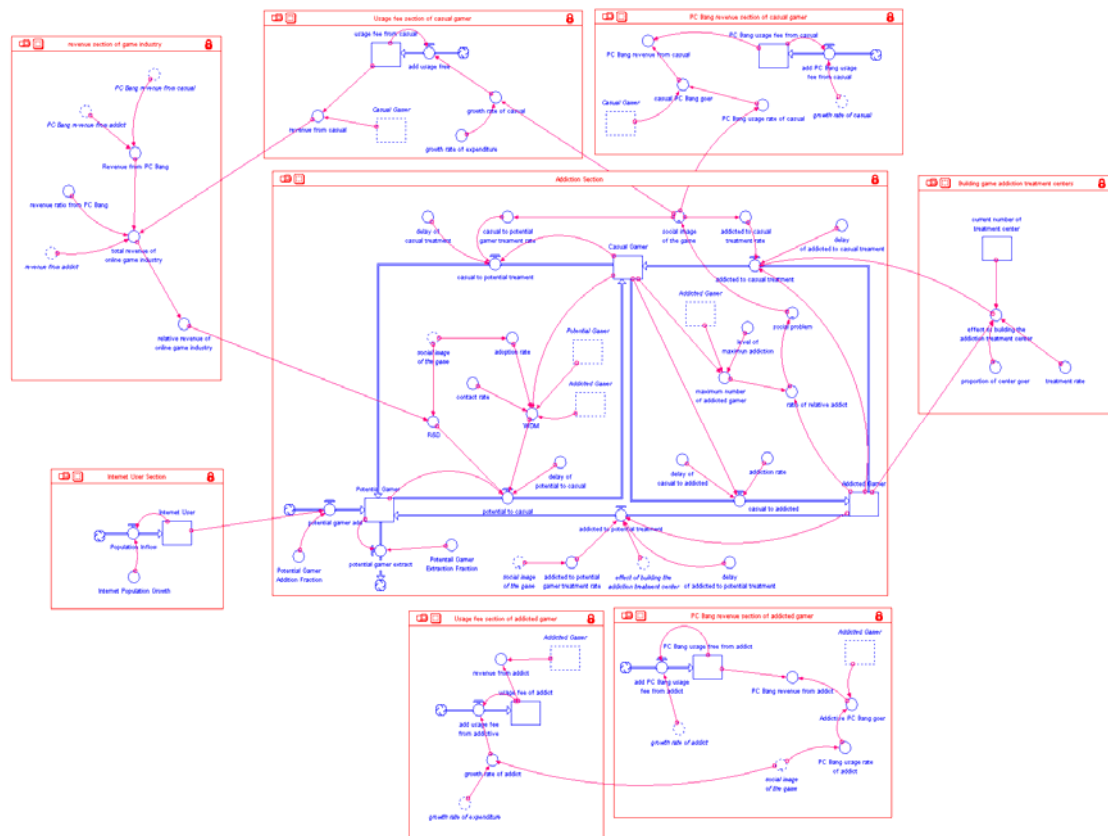 Usage fee section of casual gamer
usage fee from casual
add usage free
growth rate of casual
Casual Gamer
revenue from casual
growth rate of expenditure
PC Bang revenue section of casual gamer
PC Bang usage fee from casual
PC Bang revenue from casual
add PC Bang usage
fee from casual
casual PC Bang goer
Casual Gamer
PC Bang usage rate of casual
growth rate of casual
revenue section of game industry
PC Bang revenue from casual
PC Bang revenue from addict
Revenue from PC Bang
revenue ratio from PC Bang
total revenue of
online game industry
revenue from addict
relative revenue of
online game industry
Addiction Section
delay of
casual treatment
casual to potential
gamer treatment rate
social image
of the game
addicted to
casual treatment rate
delay
of addicted to casual treatment
Casual Gamer
casual to potential treatment
addicted to casual treatment
Addicted Gamer
social problem
Potential Gamer
level of
maximun addiction
social image
of the game
adoption rate
Addicted Gamer
maximum number
of addicted gamer
ratio of relative addict
contact rate
WOM
R&D
delay of
potential to casual
delay of
casual to addicted
addiction rate
Potential Gamer
Addicted Gamer
potential gamer add
potential to casual
casual to addicted
addicted to potential treatment
potential gamer extract
Potential Gamer
Addition Fraction
Potentail Gamer
Extraction Fraction
social image
of the game
addicted to potential
gamer treatment rate
effect of building the
addiction treatment center
delay
of addicted to potential treatment
Building game addiction treatment centers
current number of
treatment center
effect of building the
addiction treatment center
proportion of center goer
treatment rate
Internet User Section
Internet User
Population Inflow
Internet Population Growth
Usage fee section of addicted gamer
Addicted Gamer
revenue from addict
usage fee of addict
add usage fee
from addictive
growth rate of addict
growth rate of expenditure
PC Bang revenue section of addicted gamer
PC Bang usage free from addict
Addicted Gamer
add PC Bang usage
fee from addict
PC Bang revenue from addict
Addictive PC Bang goer
growth rate of addict
PC Bang usage rate
of addict
social image
of the game